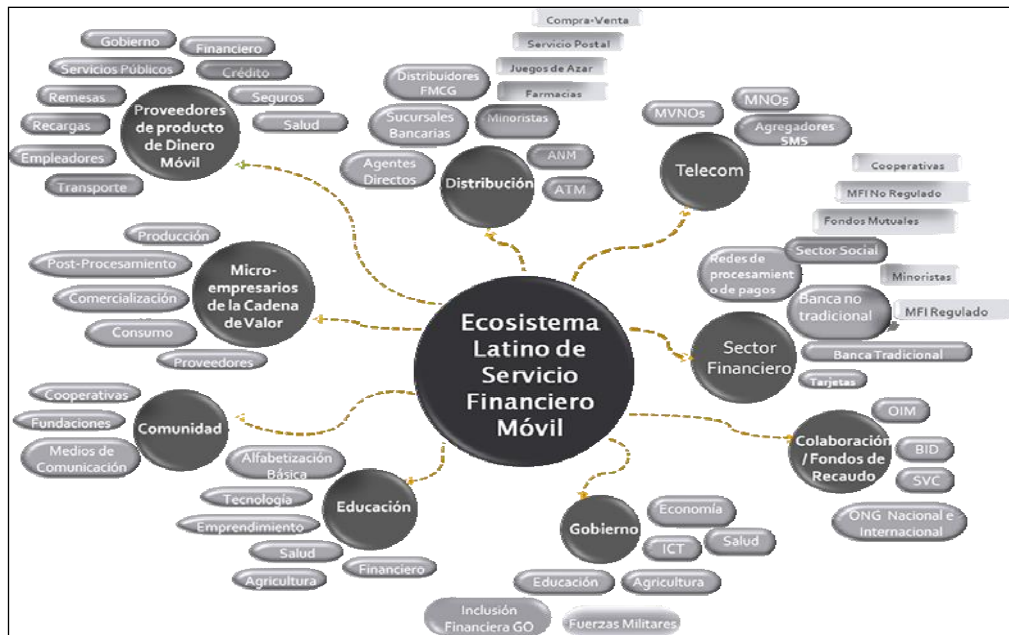 Gobierno
Financiero
Servicios Públicos
Crédito
Remesas
Seguros
Recargas
Salud
Empleadores
Transporte
Proveedores
de producto
de Dinero
Móvil
Compra-Venta
Servicio Postal
Juegos de Azar
Farmacias
Distribuidores
FMCG
Sucursales
Bancarias
Minoristas
Agentes
Directos
ANM
ATM
Distribución
MVNOs
MNOs
Agregadores
SMS
Telecom
Cooperativas
MFI No Regulado
Fondos Mutuales
Sector Social
Redes de
procesamient
o de pagos
Minoristas
Banca no
tradicional
MFI Regulado
Banca Tradicional
Tarjetas
Sector
Financiero
Producción
Post-Procesamiento
Comercialización
Consumo
Proveedores
Micro-
empresarios
de la Cadena
de Valor
Ecosistema
Latino de
Servicio
Financiero
Móvil
Cooperativas
Fundaciones
Medios de
Comunicación
Comunidad
Alfabetización
Básica
Tecnología
Emprendimiento
Salud
Agricultura
Financiero
Educación
Gobierno
Economía
ICT
Salud
Educación
Agricultura
Inclusión
Financiera GO
Fuerzas Militares
OIM
BID
SVC
ONG Nacional e
Internacional
Colaboración
/Fondos de
Recaudo